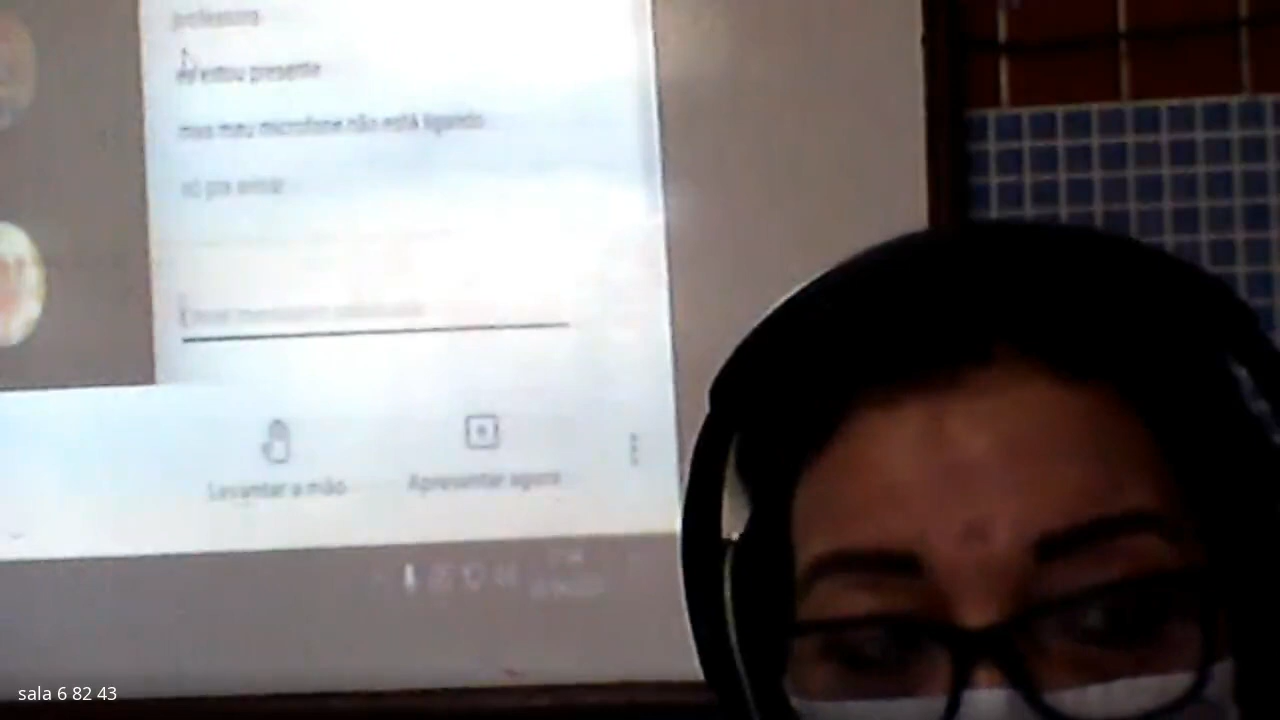 professora
eu estou presente
mas meu microfone não está ligado
só pra avisar
Levantar a mão
Apresentar agora
sala 6 82 43